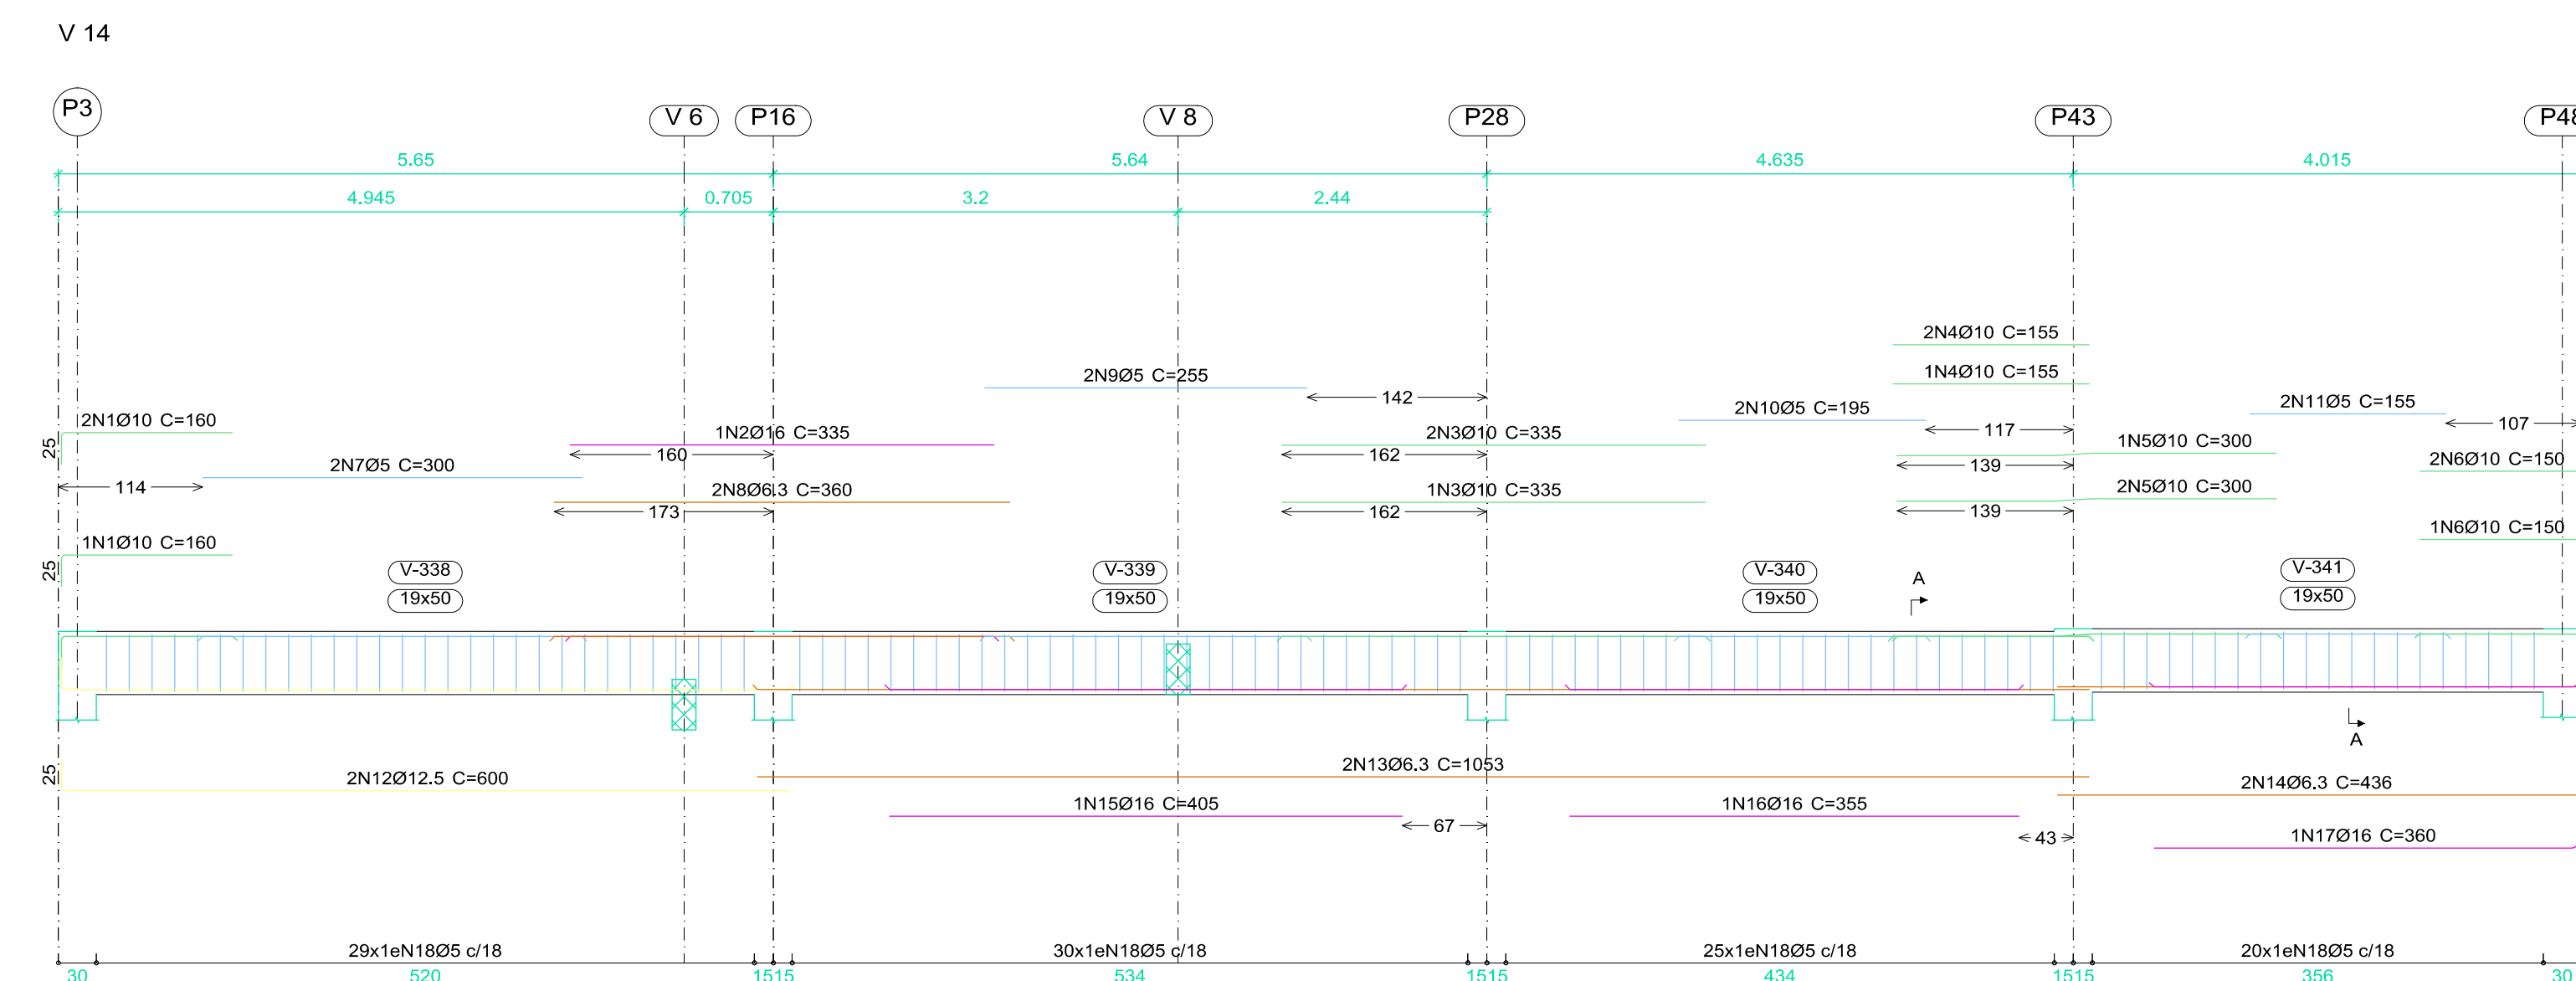 V 14
P3
V 6
P16
V 8
P28
P43
P48
5.65
5.64
4.635
4.015
4.945
0.705
3.2
2.44
2N4Ø10 C=155
2N9Ø5 C=255
1N4Ø10 C=155
142
2N10Ø5 C=195
2N11Ø5 C=155
2N1Ø10 C=160
25
1N2Ø16 C=335
2N3Ø10 C=335
117
1N5Ø10 C=300
107
160
162
139
2N7Ø5 C=300
2N6Ø10 C=150
114
2N8Ø6.3 C=360
1N3Ø10 C=335
2N5Ø10 C=300
173
162
139
1N1Ø10 C=160
25
1N6Ø10 C=150
V-338
V-339
V-340
V-341
19x50
19x50
19x50
19x50
A
A
25
2N12Ø12.5 C=600
2N13Ø6.3 C=1053
2N14Ø6.3 C=436
1N15Ø16 C=405
1N16Ø16 C=355
67
43
1N17Ø16 C=360
29x1eN18Ø5 c/18
30x1eN18Ø5 c/18
25x1eN18Ø5 c/18
20x1eN18Ø5 c/18
30
520
1515
534
1515
434
1515
356
30